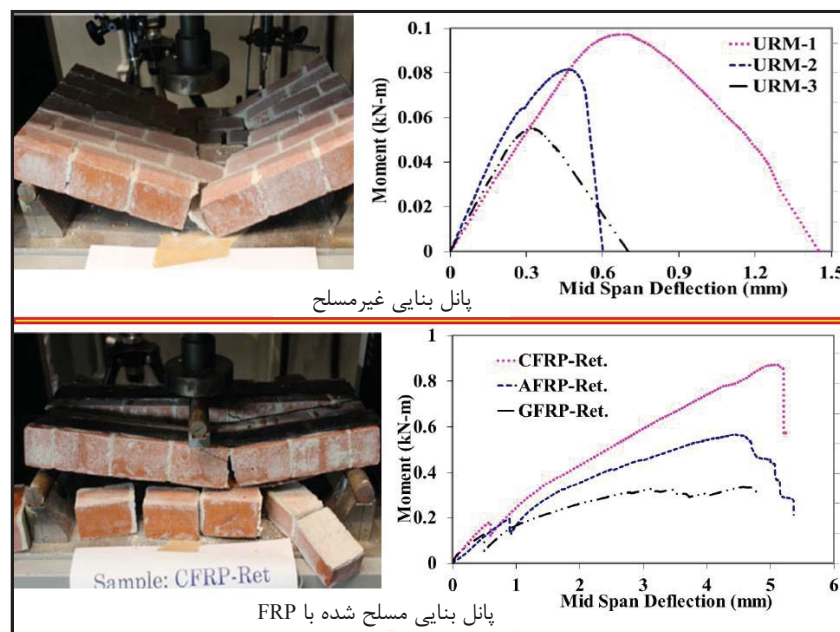 0.1
0.08
0.06
0.04
0.02
0
Moment (kN-m)
URM-1
URM-2
URM-3
0 0.3 0.6 0.9 1.2 1.5
Mid Span Deflection (mm)
پانل بنایی غیرمسلح
Sample: CFRP-Ret
1
0.8
0.6
0.4
0.2
0
Moment (kN-m)
CFRP-Ret.
AFRP-Ret.
GFRP-Ret.
0 1 2 3 4 5 6
Mid Span Deflection (mm)
پانل بنایی مسلح شده با FRP